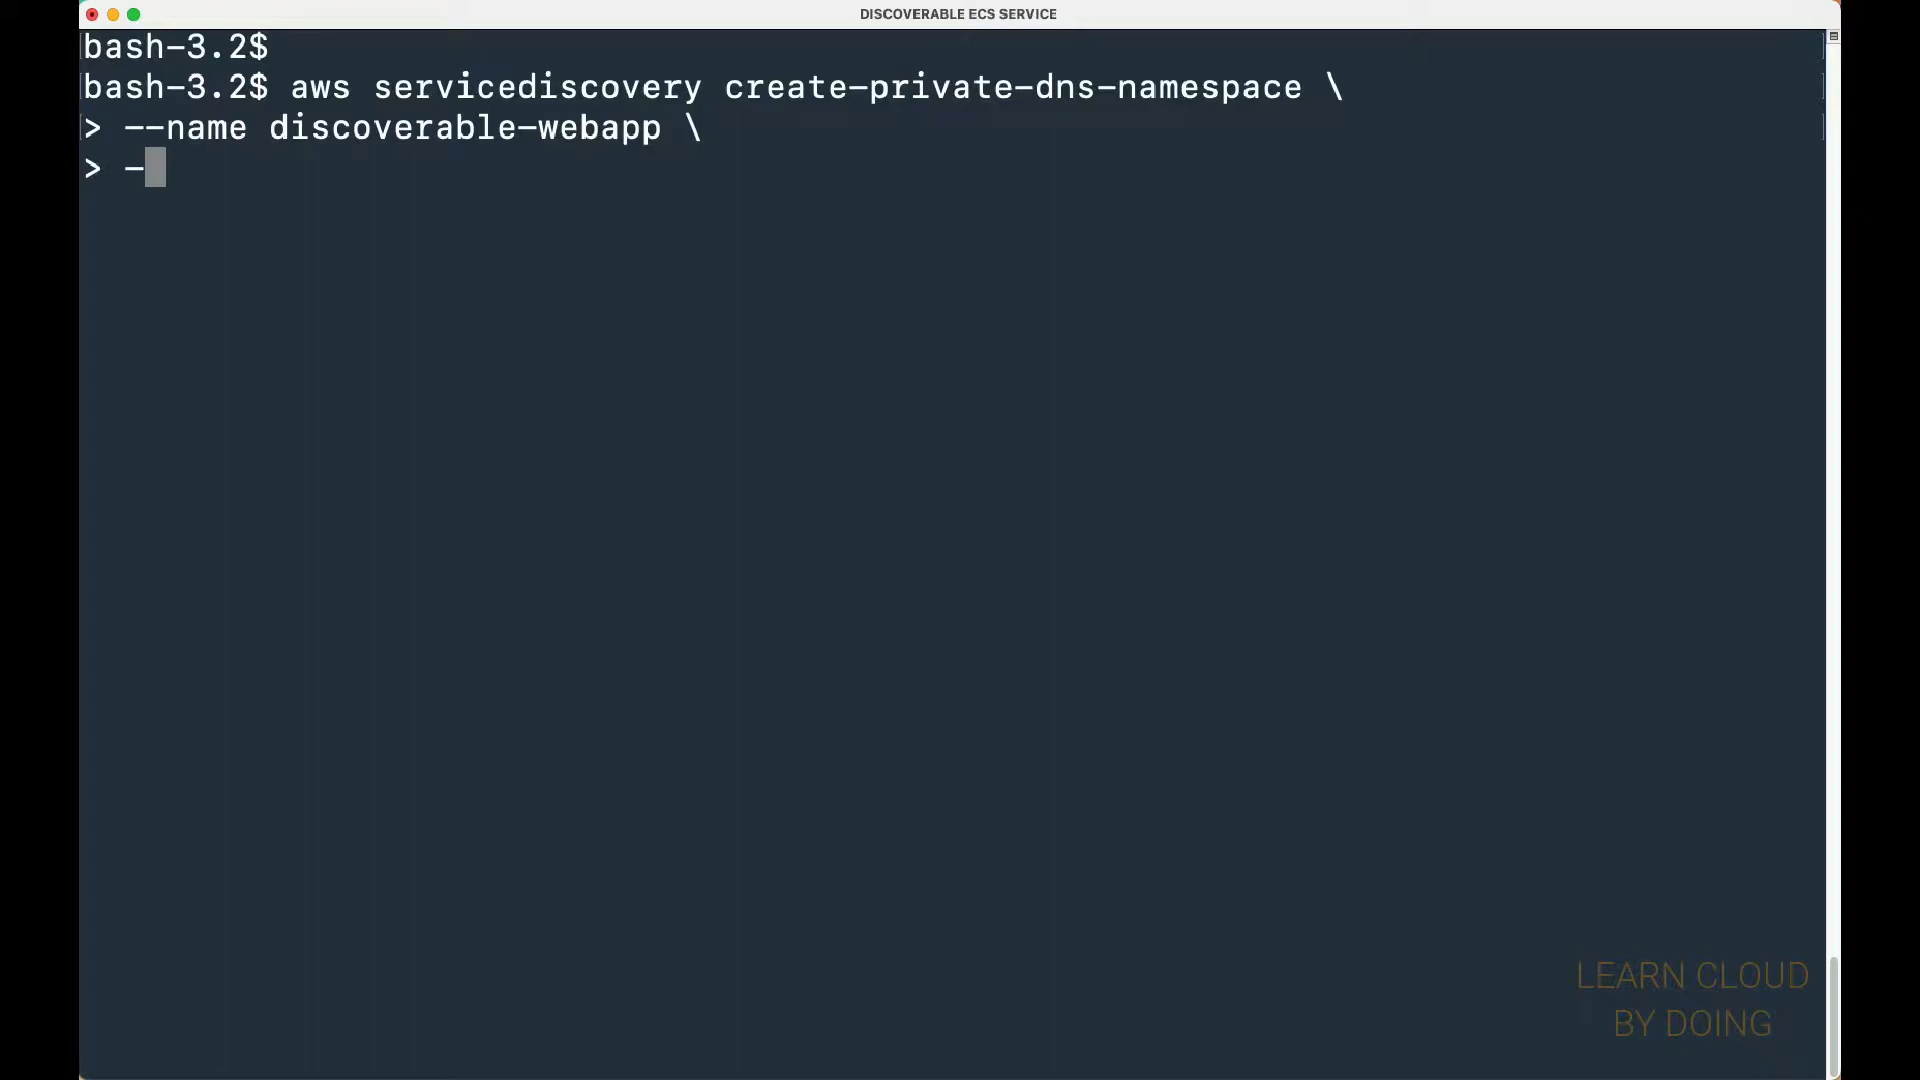 DISCOVERABLE ECS SERVICE
bash-3.2$
bash-3.2$ aws servicediscovery create-private-dns-namespace \
> --name discoverable-webapp \
> -
LEARN CLOUD
BY DOING